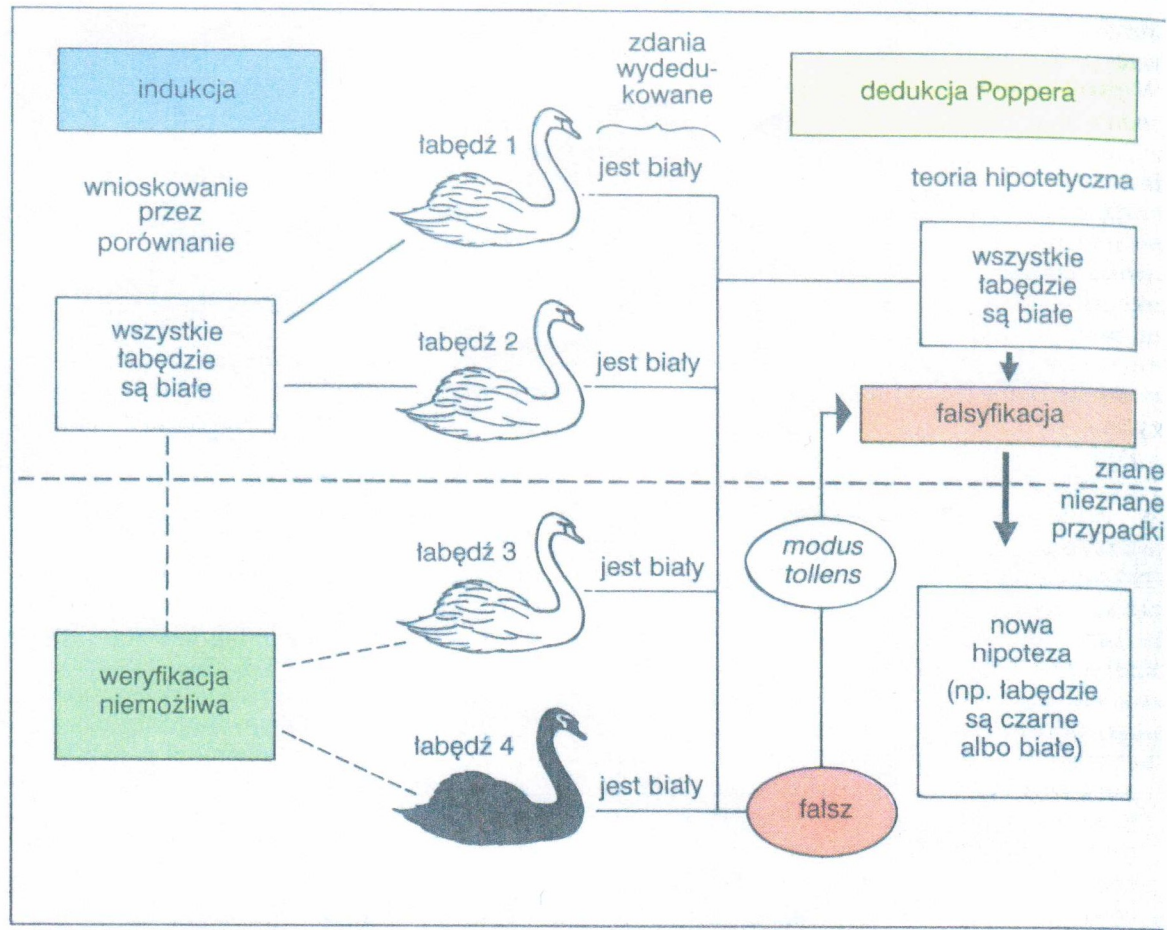 indukcja
wnioskowanie
przez
porównanie
wszystkie
łabędzie
są białe
weryfikacja
niemożliwa
łabędź 1
łabędź 2
łabędź 3
łabędź 4
zdania
wydedu-
kowane
jest biały
jest biały
jest biały
jest biały
dedukcja Poppera
teoria hipotetyczna
wszystkie
łabędzie
są białe
falsyfikacja
znane
nieznane
przypadki
modus
tollens
fałsz
nowa
hipoteza
(np. łabędzie
są czarne
albo białe)